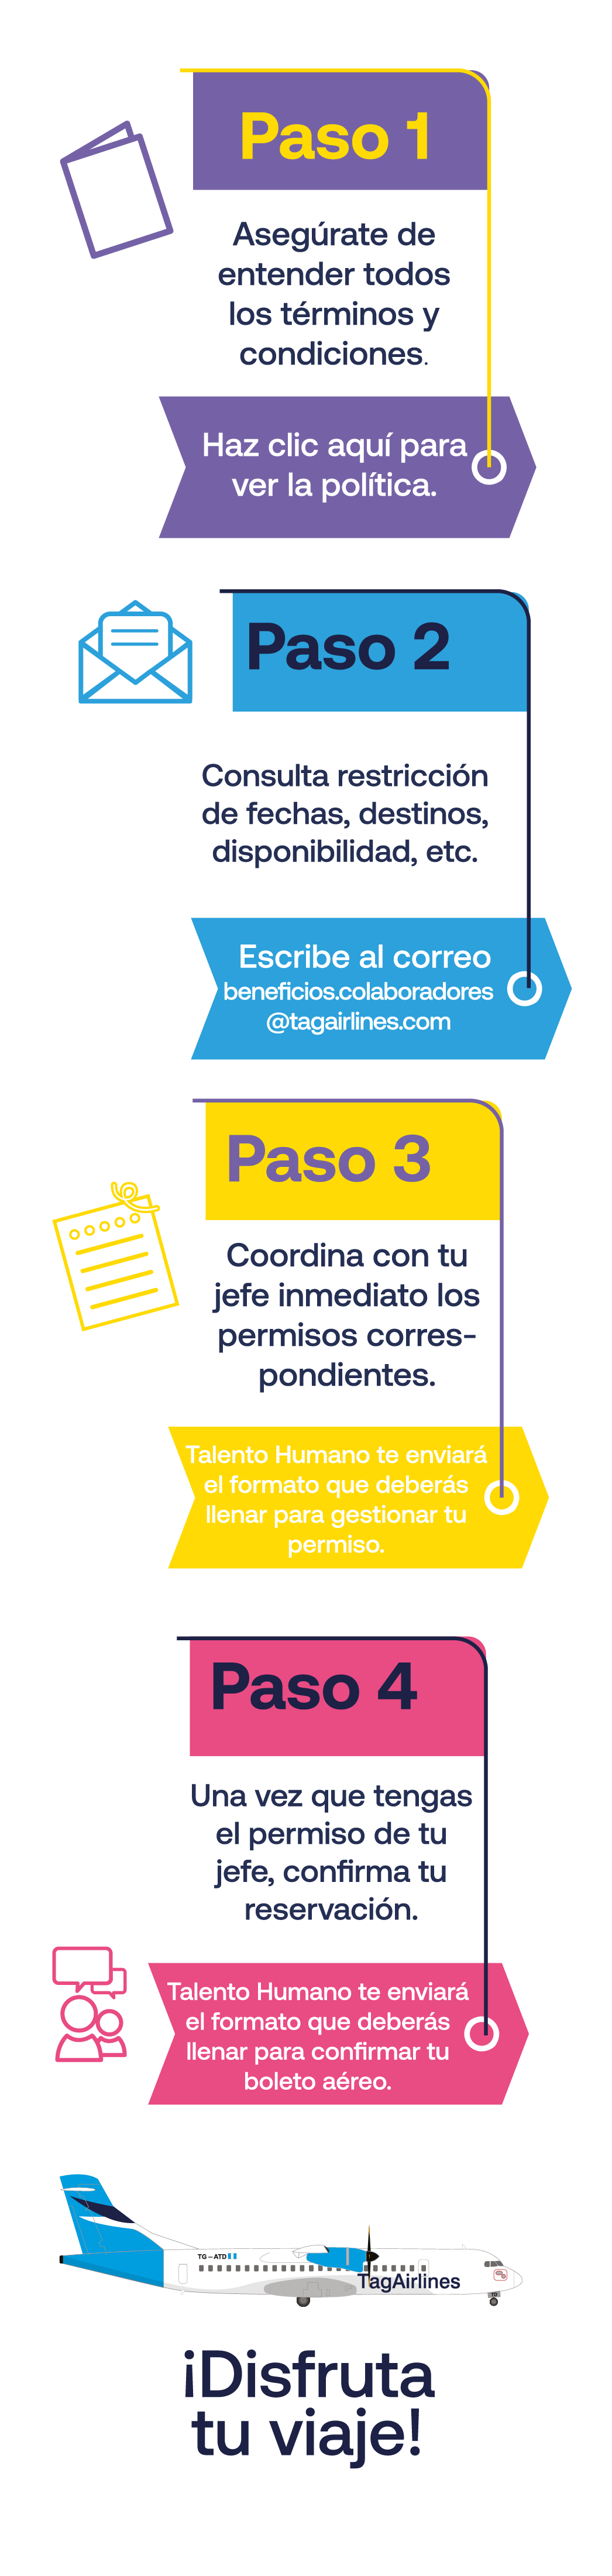 Paso 1
Asegúrate de
entender todos
los términos y
condiciones.
Haz clic aquí para
ver la política.
Paso 2
Consulta restricción
de fechas, destinos,
disponibilidad, etc.
Escribe al correo
beneficios.colaboradores
@tagairlines.com
Paso 3
Coordina con tu
jefe inmediato los
permisos corres-
pondientes.
Talento Humano te enviará
el formato que deberás
llenar para gestionar tu
permiso.
Paso 4
Una vez que tengas
el permiso de tu
jefe, confirma tu
reservación.
Talento Humano te enviará
el formato que deberás
llenar para confirmar tu
boleto aéreo.
TG-ATD
TagAirlines
¡Disfruta
tu viaje!